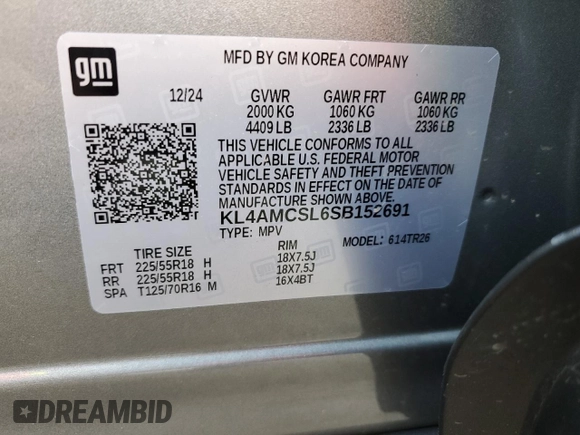 gm
MFD BY GM KOREA COMPANY
12/24 GVWR GAWR FRT GAWR RR
2000 KG 1060 KG 1060 KG
4409 LB 2336 LB 2336 LB
THIS VEHICLE CONFORMS TO ALL
APPLICABLE U.S. FEDERAL MOTOR
VEHICLE SAFETY AND THEFT PREVENTION
STANDARDS IN EFFECT ON THE DATE OF
MANUFACTURE SHOWN ABOVE.
KL4AMCSL6SB152691
TYPE: MPV MODEL: 614TR26
TIRE SIZE RIM
FRT 225/55R18 H 18X7.5J
RR 225/55R18 H 18X7.5J
SPA T125/70R16 M 16X4BT
DREAMBID